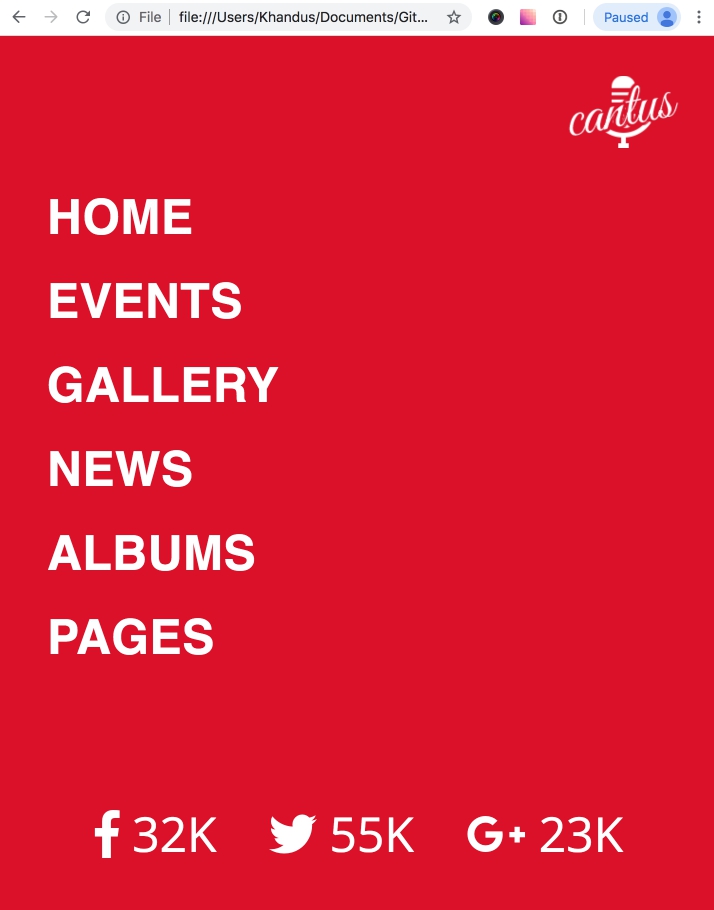 File file:///Users/Khandus/Documents/Git... Paused
cantus
HOME
EVENTS
GALLERY
NEWS
ALBUMS
PAGES
32K 55K G+ 23K